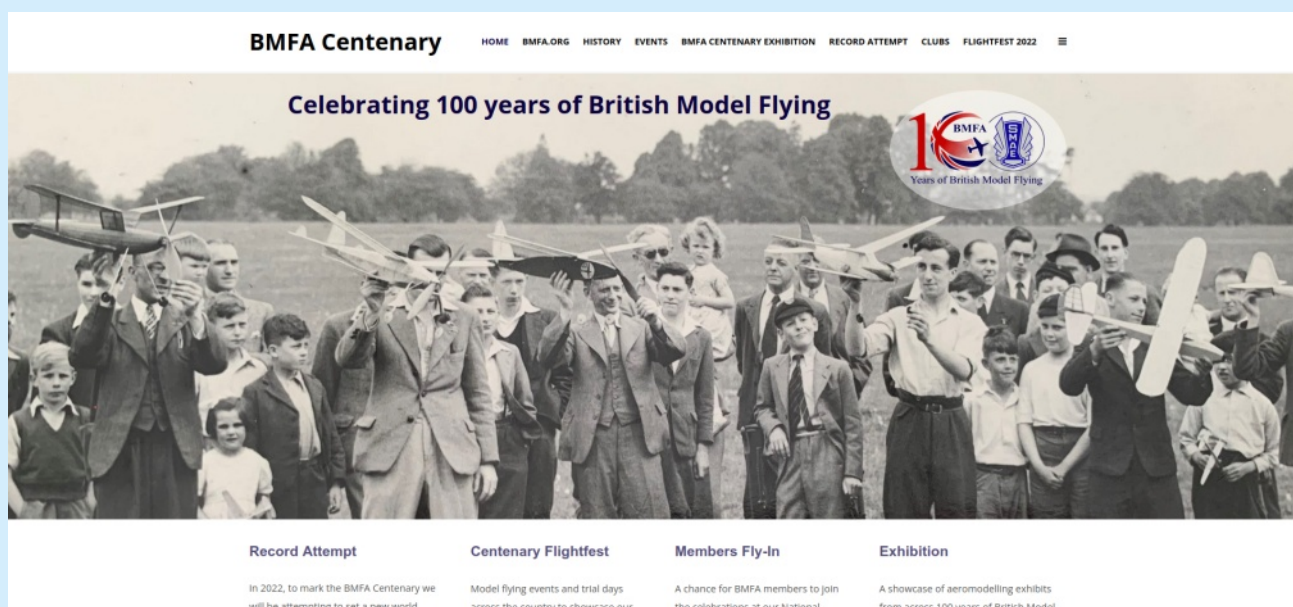 BMFA Centenary
HOME BMFA.ORG HISTORY EVENTS BMFA CENTENARY EXHIBITION RECORD ATTEMPT CLUBS FLIGHTFEST 2022
Celebrating 100 years of British Model Flying
10
BMFA
SMAE
Years of British Model Flying
Record Attempt
In 2022, to mark the BMFA Centenary we
will be attempting to set a new world
Centenary Flightfest
Model flying events and trial days
across the country to showcase our
Members Fly-In
A chance for BMFA members to join
the celebrations at our National
Exhibition
A showcase of aeromodelling exhibits
from across 100 years of British Model